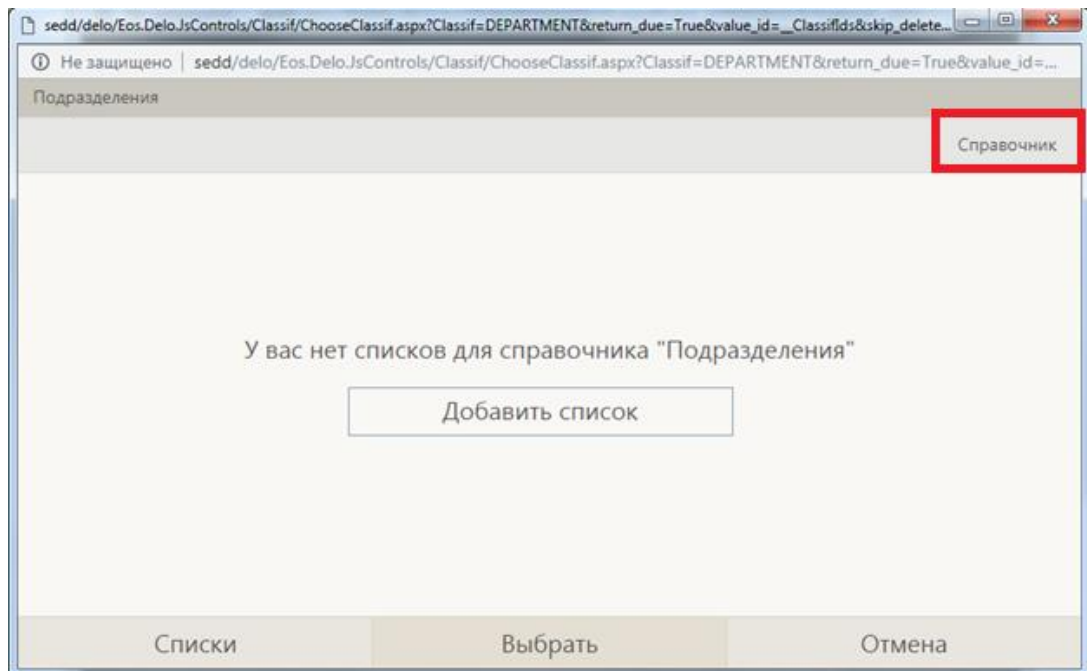 sedd/delo/Eos.Delo.JsControls/Classif/ChooseClassif.aspx?Classif=DEPARTMENT&return_due=True&value_id=__ClassifIds&skip_delete...
Не защищено | sedd/delo/Eos.Delo.JsControls/Classif/ChooseClassif.aspx?Classif=DEPARTMENT&return_due=True&value_id=...
Подразделения
Справочник
У вас нет списков для справочника "Подразделения"
Добавить список
Списки Выбрать Отмена